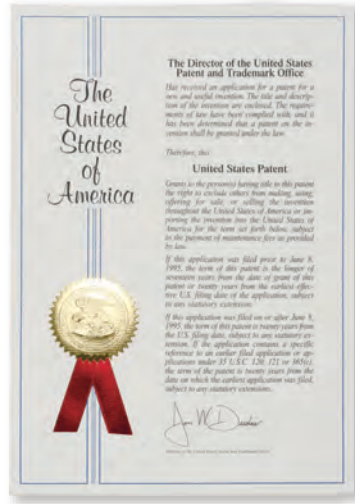 The
United
States
of
America
The Director of the United States
Patent and Trademark Office
Has received an application for a patent for a
new and useful invention. The title and descrip-
tion of the invention are enclosed. The require-
ments of law have been complied with, and it
has been determined that a patent on the in-
vention shall be granted under the law.
Therefore, this
United States Patent
Grants to the person(s) having title to this patent
the right to exclude others from making, using,
offering for sale, or selling the invention
throughout the United States of America or im-
porting the invention into the United States of
America for the term set forth below, subject
to the payment of maintenance fees as provided
by law.
If this application was filed prior to June 8,
1995, the term of this patent is the longer of
seventeen years from the date of grant of this
patent or twenty years from the earliest effec-
tive U.S. filing date of the application, subject
to any statutory extension.
If this application was filed on or after June 8,
1995, the term of this patent is twenty years from
the U.S. filing date, subject to any statutory ex-
tension. If the application contains a specific
reference to an earlier filed application or ap-
plications under 35 U.S.C. 120, 121 or 365(c),
the term of the patent is twenty years from the
date on which the earliest application was filed,
subject to any statutory extensions.
Jon W. Dudas